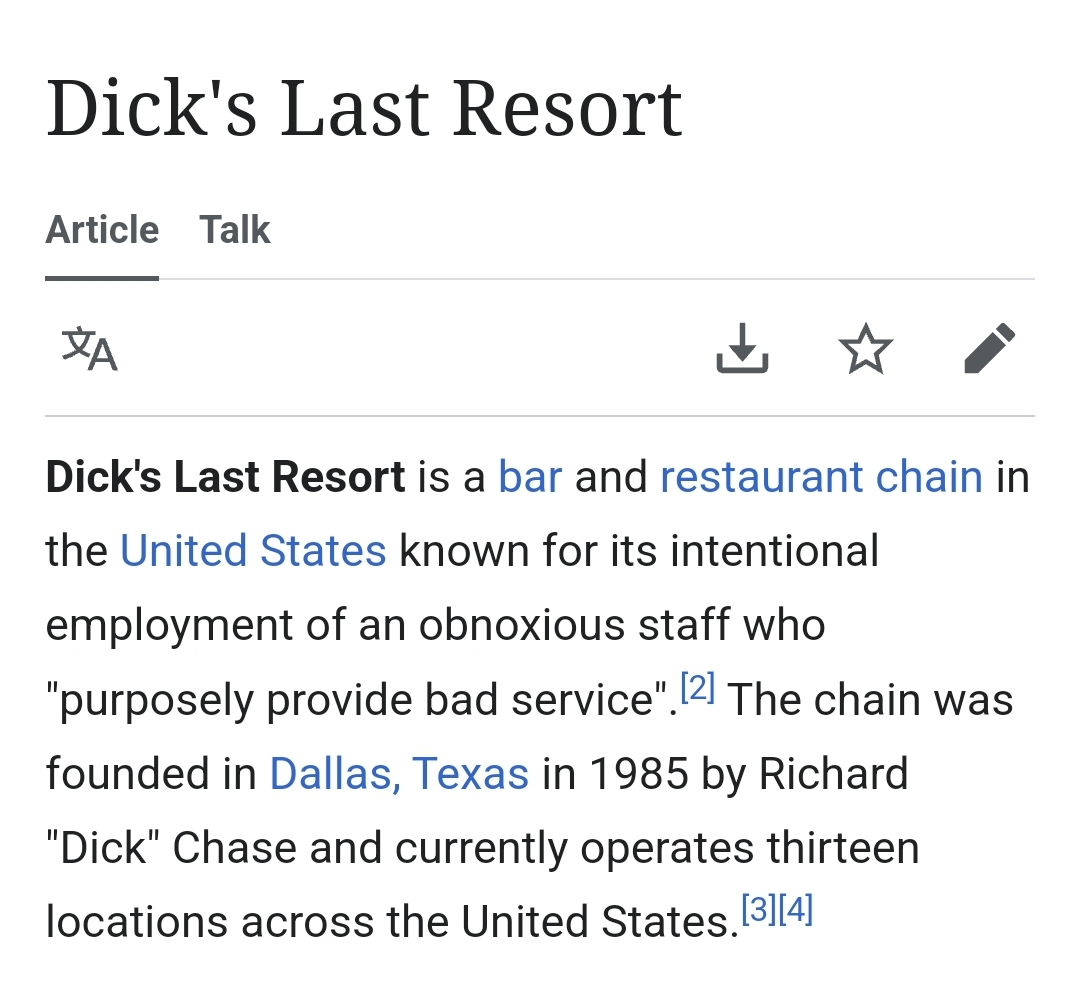 Dick's Last Resort
Article Talk
文A
Dick's Last Resort is a bar and restaurant chain in
the United States known for its intentional
employment of an obnoxious staff who
"purposely provide bad service".[2] The chain was
founded in Dallas, Texas in 1985 by Richard
"Dick" Chase and currently operates thirteen
locations across the United States.[3][4]